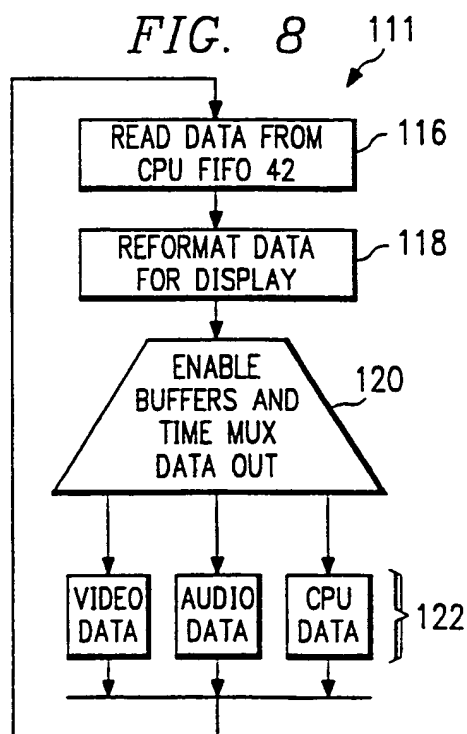 FIG. 8
111
READ DATA FROM
CPU FIFO 42
116
REFORMAT DATA
FOR DISPLAY
118
ENABLE
BUFFERS AND
TIME MUX
DATA OUT
120
VIDEO
DATA
AUDIO
DATA
CPU
DATA
122